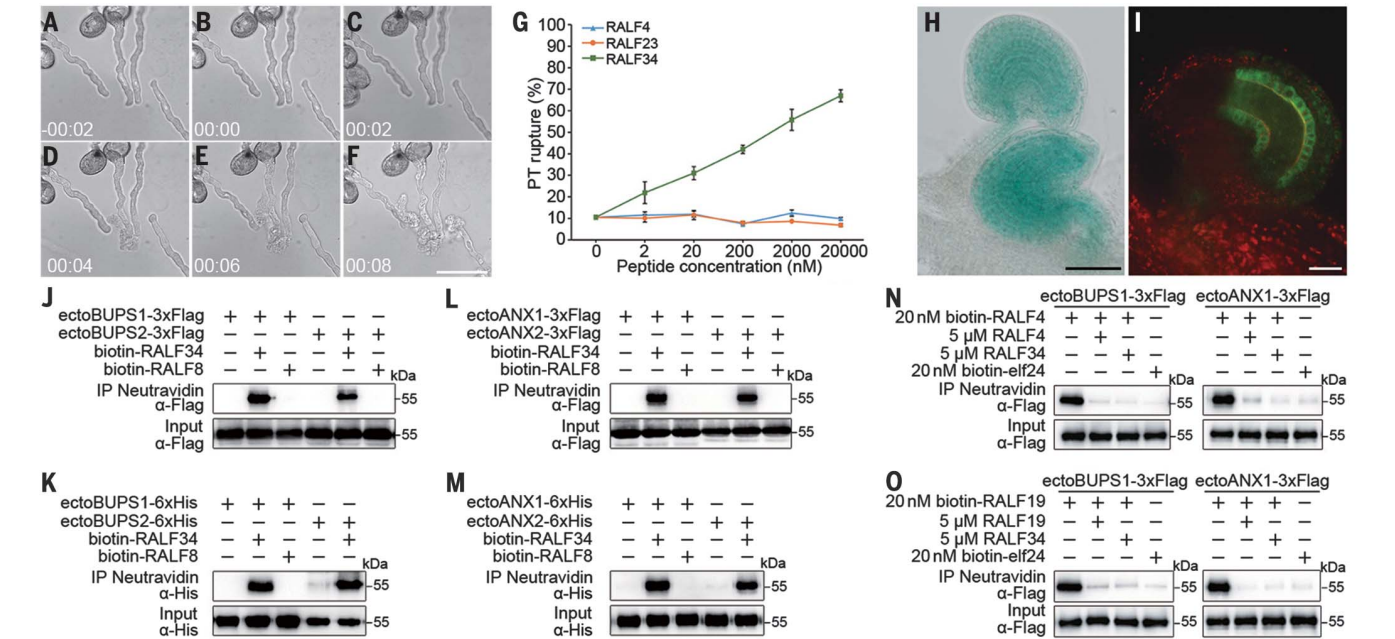 A
B
C
-00:02
00:00
00:02
D
E
F
00:04
00:06
00:08
G
RALF4
RALF23
RALF34
PT rupture (%)
100
90
80
70
60
50
40
30
20
10
0
0 2 20 200 2000 20000
Peptide concentration (nM)
H
I
J
ectoBUPS1-3xFlag + + + − − −
ectoBUPS2-3xFlag − − − + + +
biotin-RALF34 − + − − + −
biotin-RALF8 − − + − − +
kDa
IP Neutravidin
α-Flag
55
Input
α-Flag
55
L
ectoANX1-3xFlag + + + − − −
ectoANX2-3xFlag − − − + + +
biotin-RALF34 − + − − + −
biotin-RALF8 − − + − − +
kDa
IP Neutravidin
α-Flag
55
Input
α-Flag
55
N
ectoBUPS1-3xFlag ectoANX1-3xFlag
20 nM biotin-RALF4 + + + − + + + −
5 µM RALF4 − + − − − + − −
5 µM RALF34 − − + − − − + −
20 nM biotin-elf24 − − − + − − − +
kDa kDa
IP Neutravidin
α-Flag
55 55
Input
α-Flag
55 55
K
ectoBUPS1-6xHis + + + − −
ectoBUPS2-6xHis − − − + +
biotin-RALF34 − + − − +
biotin-RALF8 − − + − −
kDa
IP Neutravidin
α-His
55
Input
α-His
55
M
ectoANX1-6xHis + + + − −
ectoANX2-6xHis − − − + +
biotin-RALF34 − + − − +
biotin-RALF8 − − + − −
kDa
IP Neutravidin
α-His
55
Input
α-His
55
O
ectoBUPS1-3xFlag ectoANX1-3xFlag
20 nM biotin-RALF19 + + + − + + + −
5 µM RALF19 − + − − − + − −
5 µM RALF34 − − + − − − + −
20 nM biotin-elf24 − − − + − − − +
kDa kDa
IP Neutravidin
α-Flag
55 55
Input
α-Flag
55 55